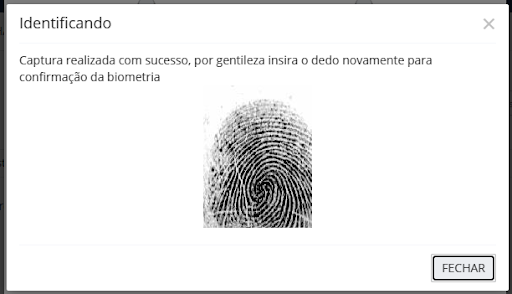 Identificando
Captura realizada com sucesso, por gentileza insira o dedo novamente para
confirmação da biometria
FECHAR